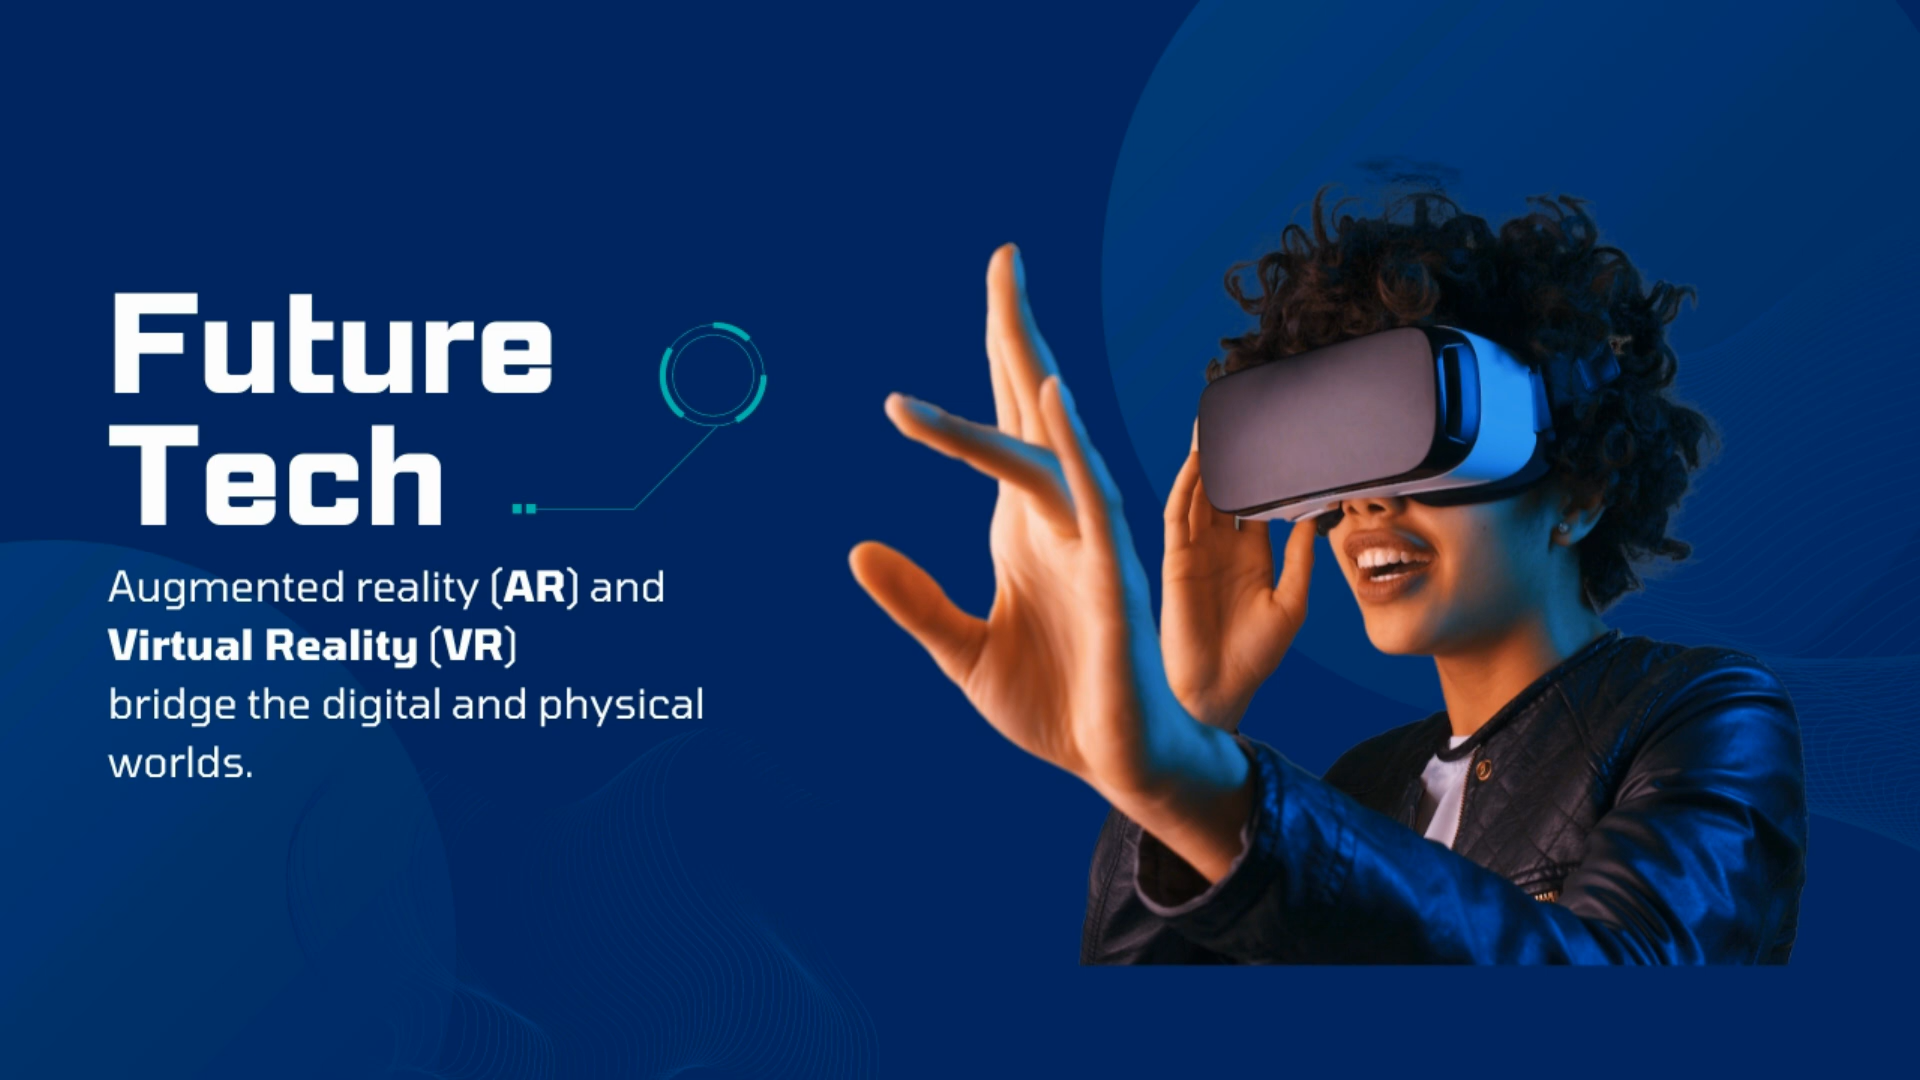 Future
Tech
Augmented reality (AR) and
Virtual Reality (VR)
bridge the digital and physical
worlds.